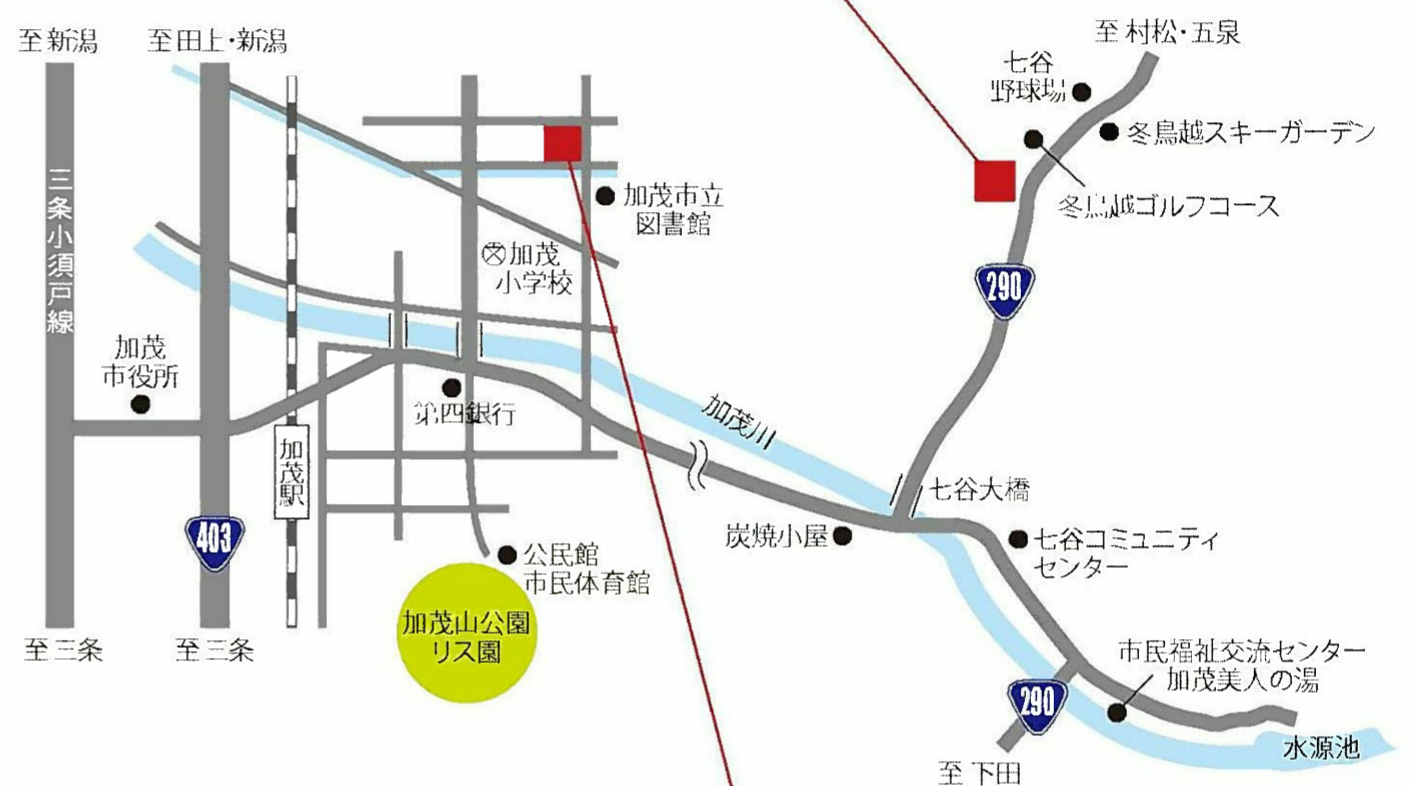 至 新潟
至 田上・新潟
三条小須戸線
加茂
市役所
403
至 三条
至 三条
加茂駅
加茂市立
図書館
加茂
小学校
第四銀行
公民館
市民体育館
加茂山公園
リス園
加茂川
至 村松・五泉
七谷
野球場
冬鳥越スキーガーデン
冬鳥越ゴルフコース
290
七谷大橋
炭焼小屋
七谷コミュニティ
センター
市民福祉交流センター
加茂美人の湯
290
至 下田
水源池